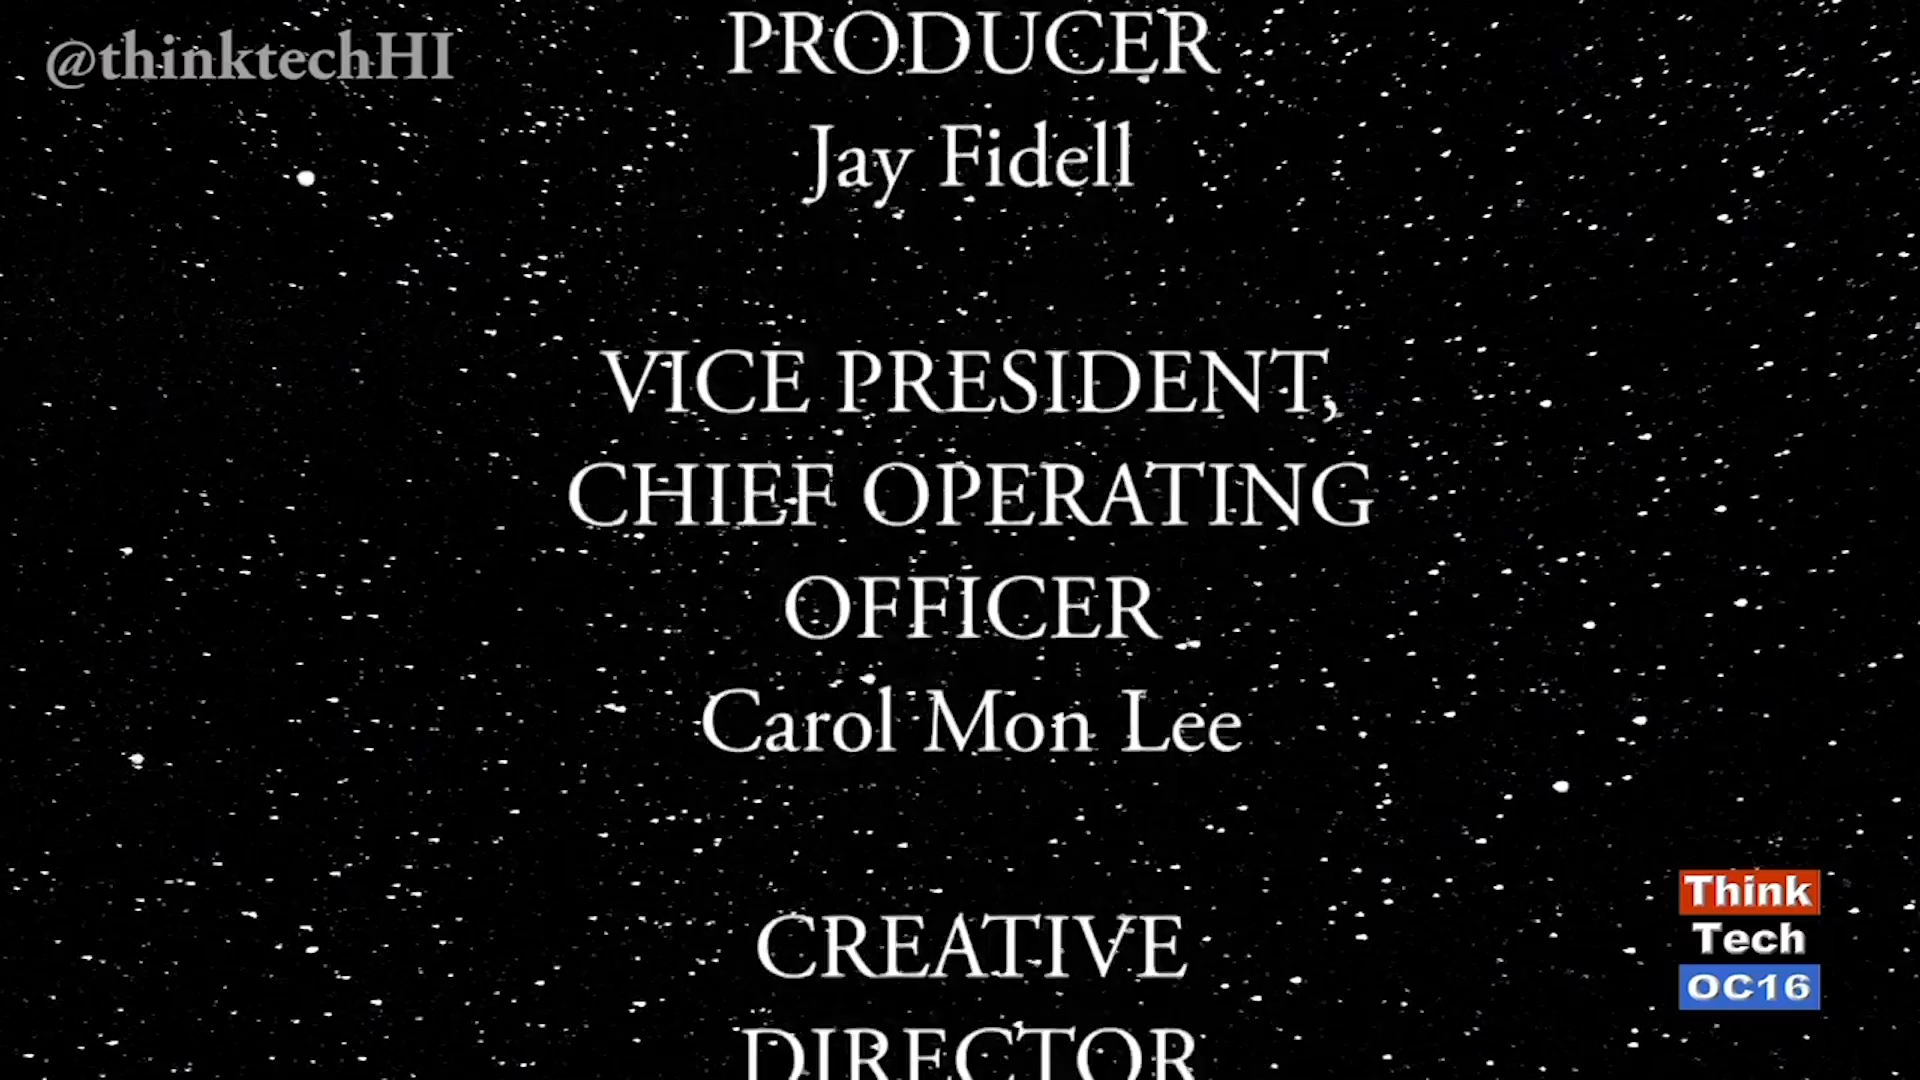 @thinktechHI
PRODUCER
Jay Fidell
VICE PRESIDENT,
CHIEF OPERATING
OFFICER
Carol Mon Lee
CREATIVE
DIRECTOR
Think
Tech
OC16